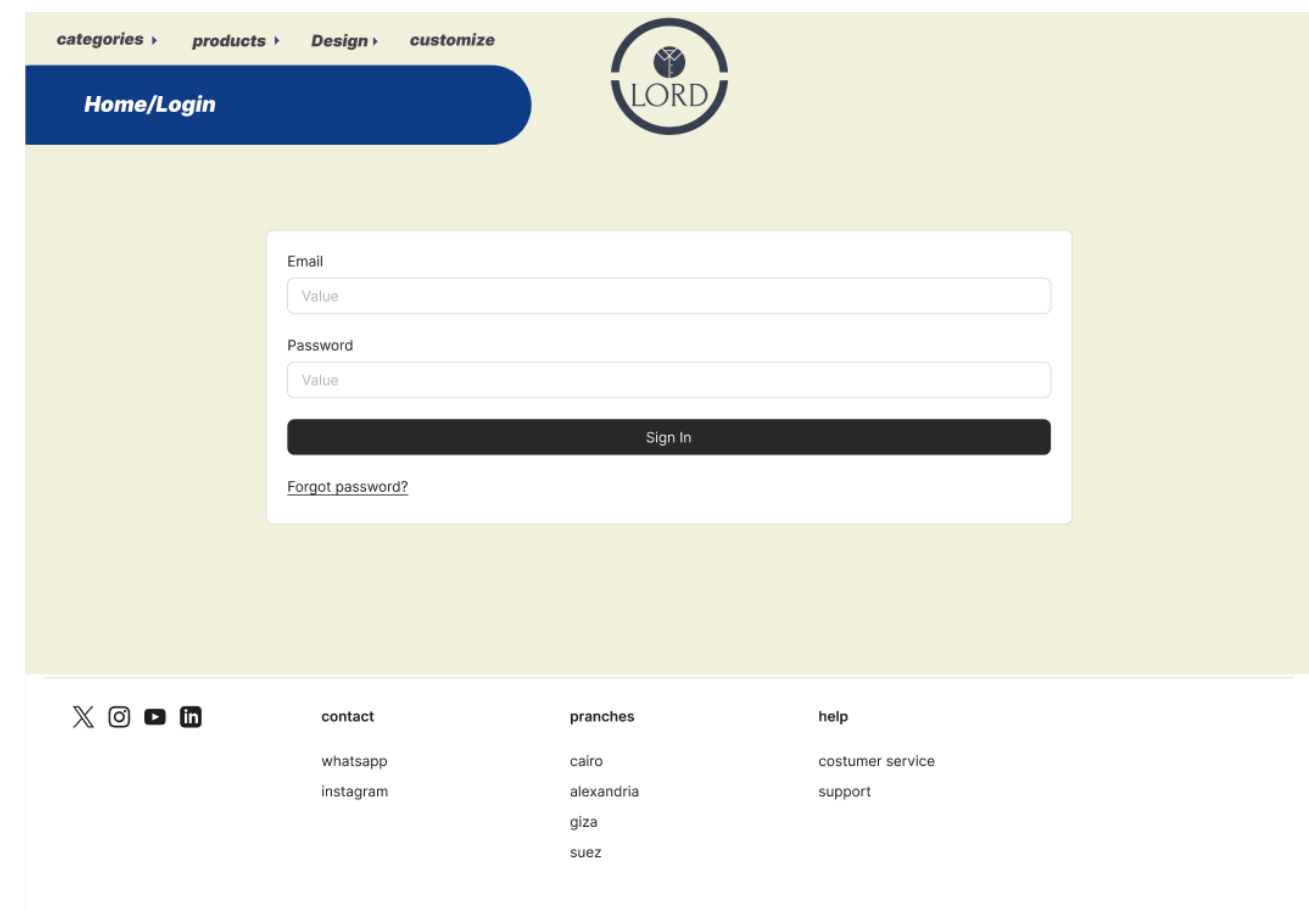 categories products Design customize
LORD
Home/Login
Email
Value
Password
Value
Sign In
Forgot password?
contact
whatsapp
instagram
pranches
cairo
alexandria
giza
suez
help
costumer service
support